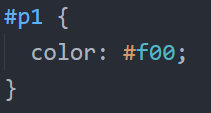 #p1 {
  color: #f00;
}